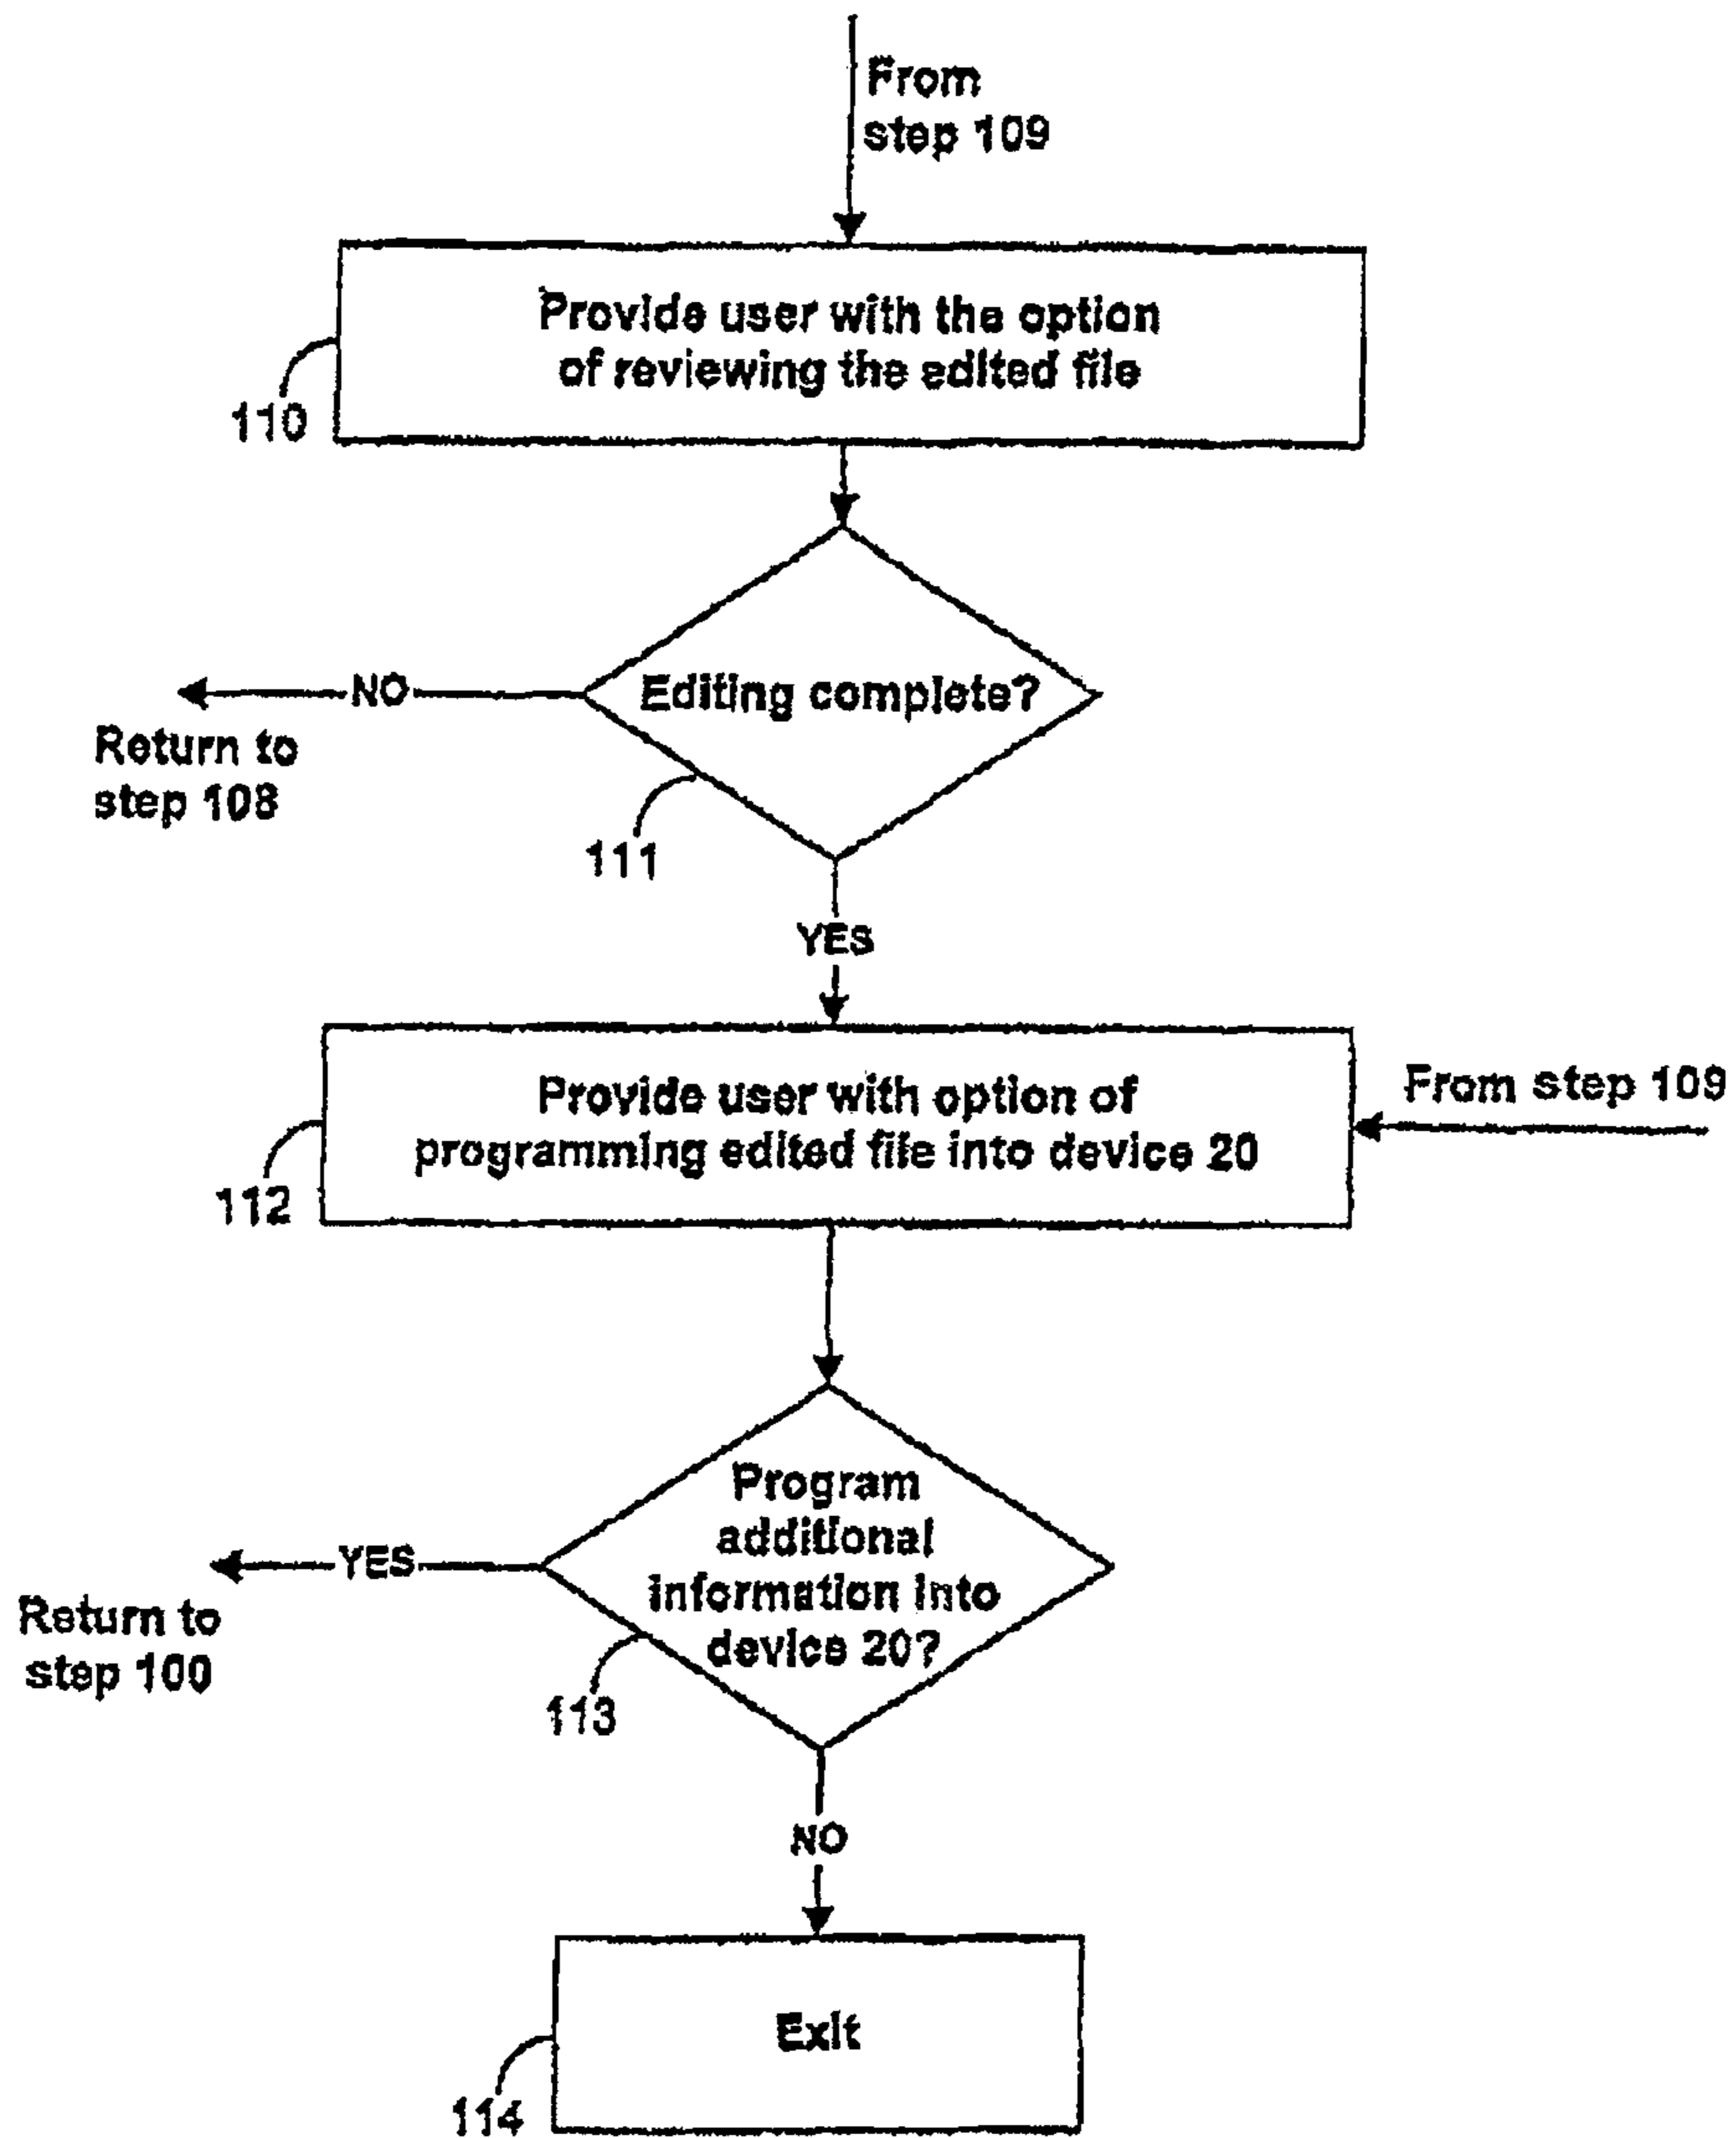 From
step 109
Provide user with the option
of reviewing the edited file
110
Editing complete?
NO
Return to
step 108
111
YES
Provide user with option of
programming edited file into device 20
From step 109
112
Program
additional
information into
device 20?
YES
Return to
step 100
113
NO
Exit
114